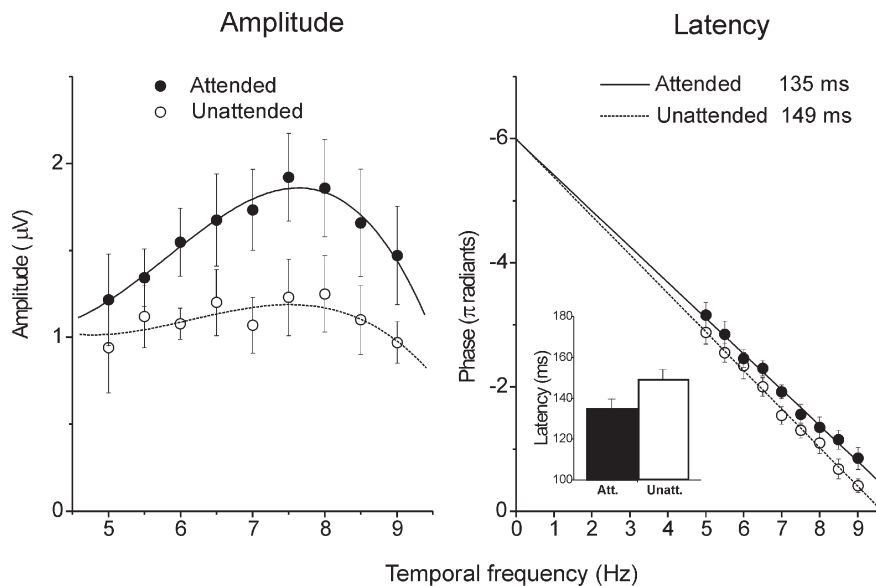 Amplitude
Latency
Attended
Unattended
Attended 135 ms
Unattended 149 ms
Amplitude ( μV)
2
1
0
5 6 7 8 9
Phase (π radiants)
-6
-4
-2
0
0 1 2 3 4 5 6 7 8 9
Latency (ms)
180
160
140
120
100
Att. Unatt.
Temporal frequency (Hz)